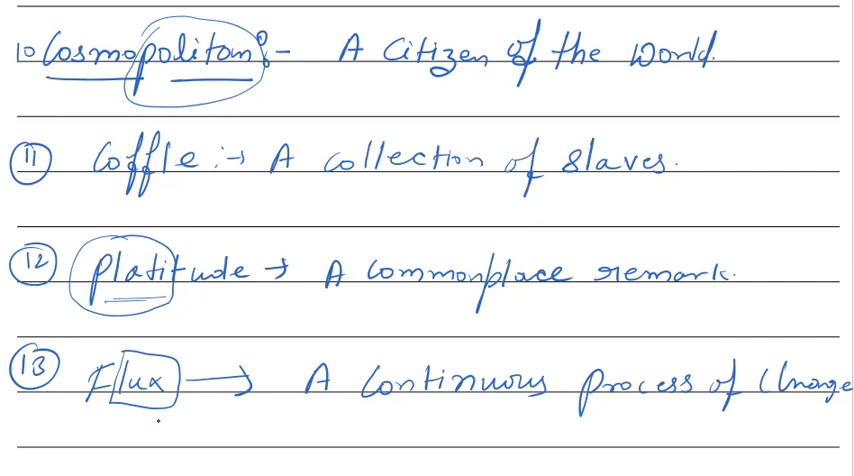 10 Cosmopolitan :- A Citizen of the World.
11 Coffle :→ A collection of slaves.
12 Platitude → A commonplace remark.
13 Flux → A Continuous process of Change